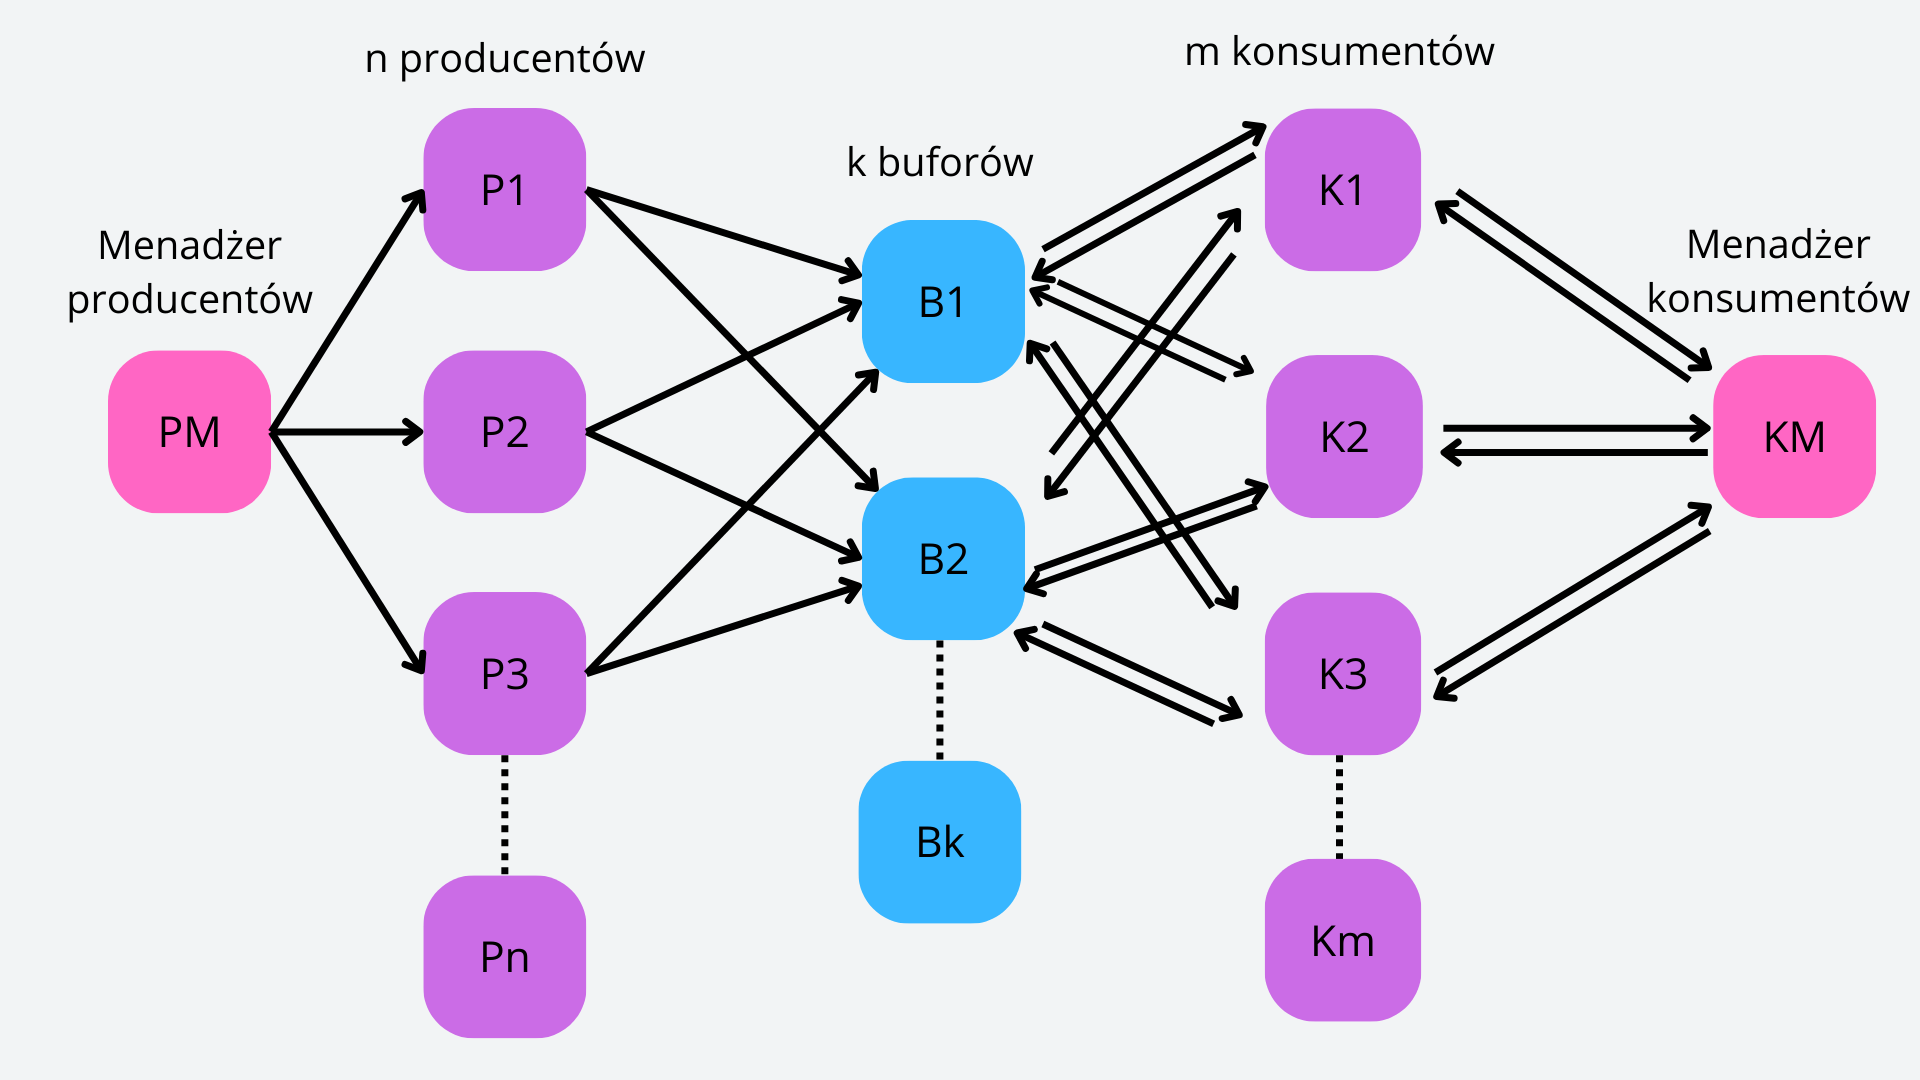 n producentów
m konsumentów
k buforów
Menadżer
producentów
Menadżer
konsumentów
PM
P1
P2
P3
Pn
B1
B2
Bk
K1
K2
K3
Km
KM